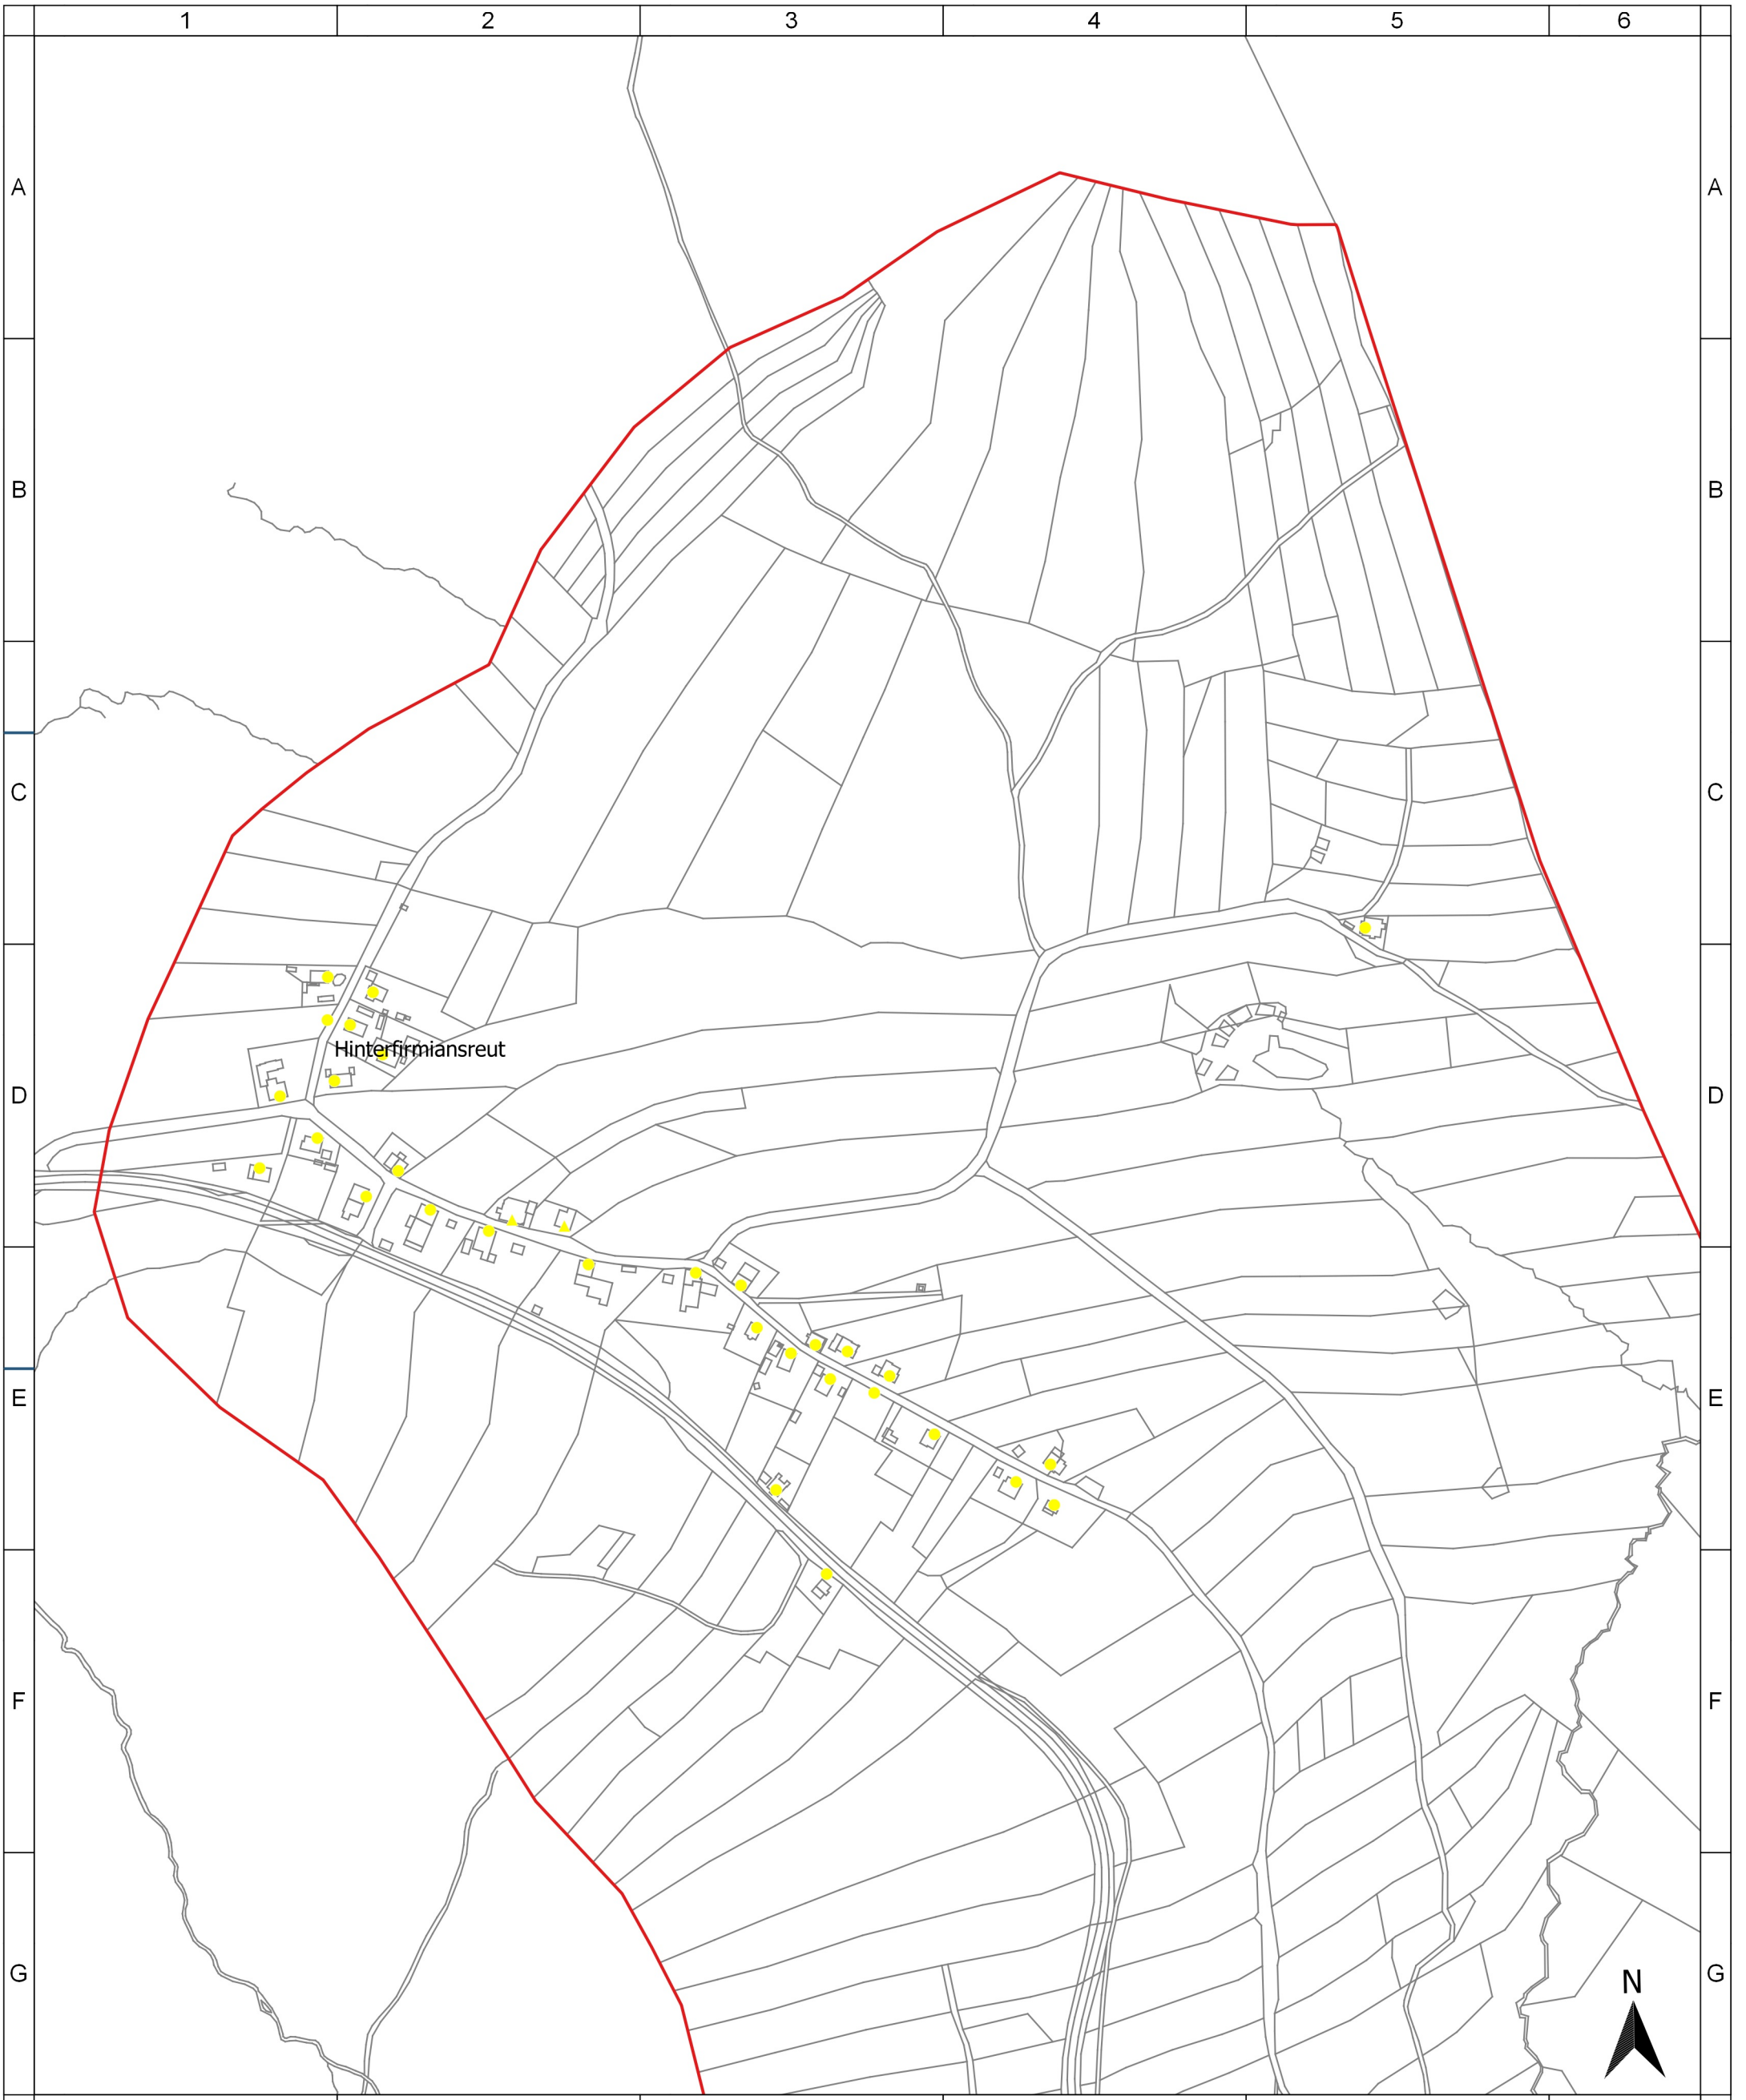 1 2 3 4 5 6
A A
B B
C C
Hinterfirmiansreut
D D
E E
F F
G G
N